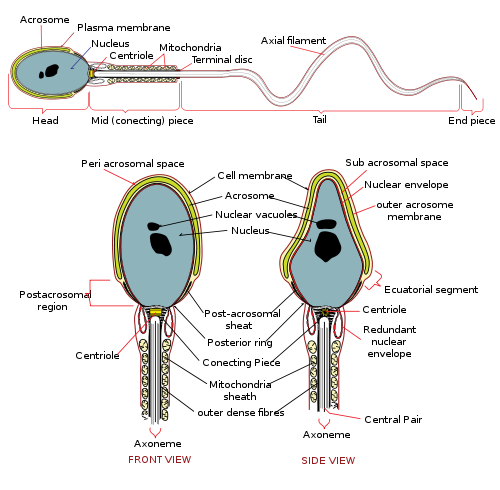 Acrosome
Plasma membrane
Nucleus
Centriole
Mitochondria
Terminal disc
Axial filament
Head
Mid (conecting) piece
Tail
End piece
Peri acrosomal space
Cell membrane
Acrosome
Nuclear vacuoles
Nucleus
Sub acrosomal space
Nuclear envelope
outer acrosome
membrane
Postacrosomal
region
Post-acrosomal
sheat
Posterior ring
Conecting Piece
Centriole
Mitochondria
sheath
outer dense fibres
Ecuatorial segment
Centriole
Redundant
nuclear
envelope
Central Pair
Axoneme
Axoneme
FRONT VIEW
SIDE VIEW